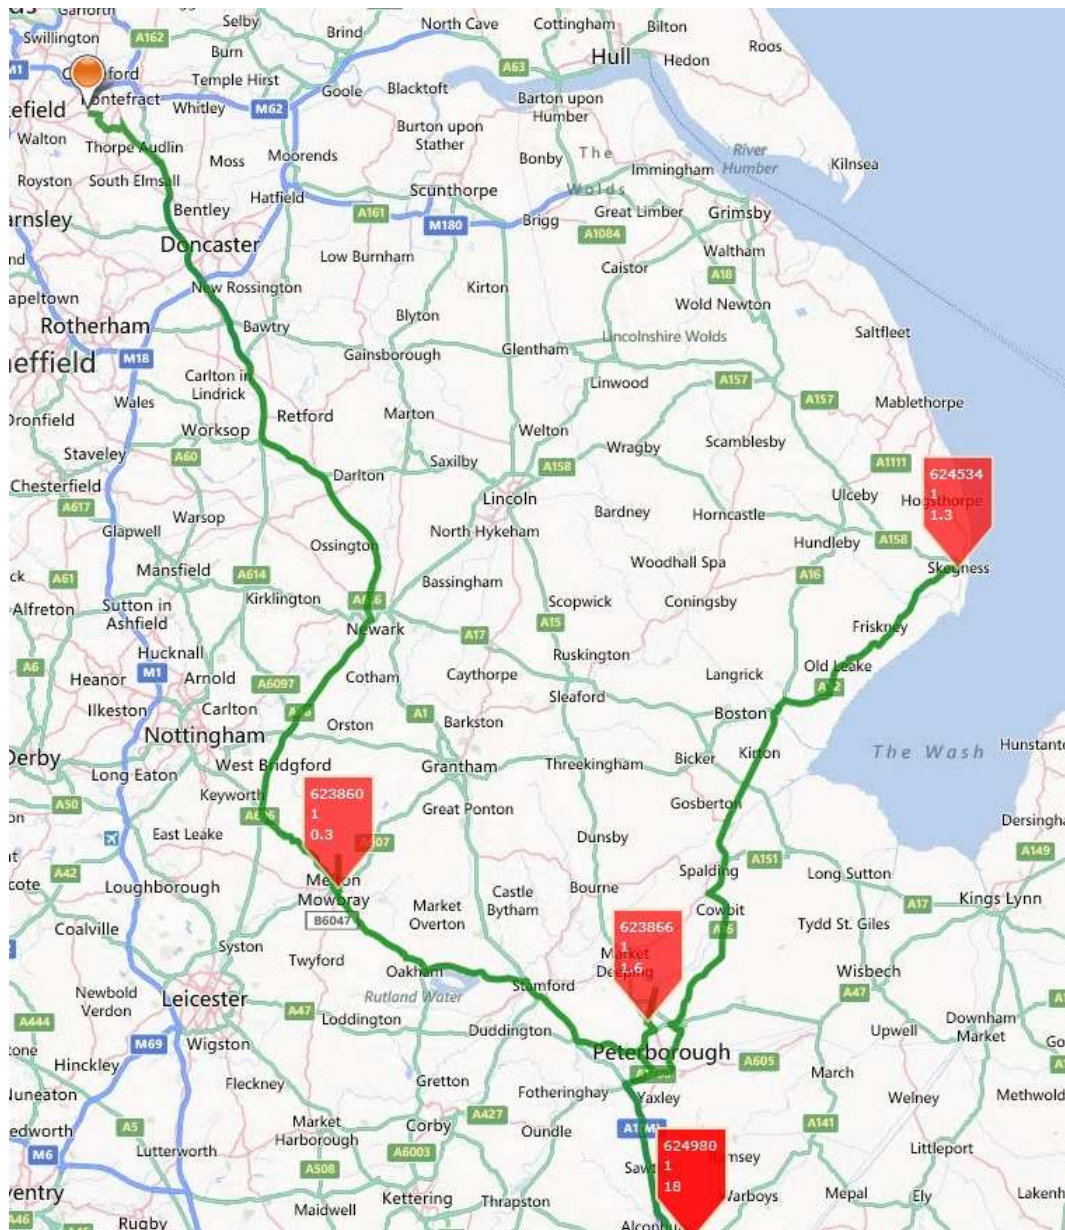 Garforth
Selby
North Cave
Cottingham
Bilton
Swillington
A162
Brind
Roos
Burn
A63
Hull
Hedon
M1
Temple Hirst
Goole
Blacktoft
Barton upon
Humber
Whitley
M62
Walton
Thorpe Audlin
Moss
Moorends
Burton upon
Stather
Bonby
The
Wolds
River
Humber
Kilnsea
Immingham
Royston
South Elmsall
Hatfield
Scunthorpe
Bentley
A161
M180
Brigg
Great Limber
Grimsby
A1084
Doncaster
Low Burnham
Waltham
Caistor
A18
New Rossington
Kirton
Wold Newton
Rotherham
Bawtry
Blyton
Saltfleet
Lincolnshire Wolds
M18
Gainsborough
Glentham
Carlton in
Lindrick
Linwood
A157
Wales
Retford
Marton
A157
Mablethorpe
Worksop
Welton
Wragby
Scamblesby
Staveley
A60
Darlton
Saxilby
A158
A1111
Chesterfield
624534
1
1.3
Hogsthorpe
A617
Lincoln
Ulceby
Warsop
Bardney
Horncastle
Glapwell
North Hykeham
Hundleby
A158
Ossington
Mansfield
Woodhall Spa
Skegness
A61
A614
Bassingham
A16
Alfreton
Sutton in
Ashfield
Kirklington
Scopwick
Coningsby
Newark
A17
A15
Friskney
Hucknall
Ruskington
A6
M1
Heanor
Arnold
A6097
Cotham
Caythorpe
Langrick
Old Leake
Sleaford
Ilkeston
Carlton
Orston
A1
Barkston
Boston
Nottingham
Bicker
Kirton
The Wash
Derby
Long Eaton
West Bridgford
Grantham
Threekingham
Keyworth
623860
1
0.3
A50
Great Ponton
Gosberton
East Leake
Dunsby
A149
A42
Loughborough
Melton
Mowbray
Castle
Bytham
Bourne
Spalding
A151
Long Sutton
Kings Lynn
Market
Overton
Cowbit
A17
B6047
Coalville
Syston
623866
1
1.6
Market
Deeping
Tydd St. Giles
Twyford
Oakham
Stamford
Wisbech
Newbold
Verdon
Leicester
Rutland Water
A47
A47
Loddington
Duddington
Upwell
Downham
Market
A444
M69
Wigston
Peterborough
A605
Hinckley
Fleckney
Gretton
Fotheringhay
Yaxley
March
Welney
Methwold
A427
Market
Harborough
Corby
Oundle
A141
A5
624980
1
18
M6
Lutterworth
A6003
Littleport
A508
Kettering
Thrapston
Warboys
Mepal
Ely
Maidwell
Rugby